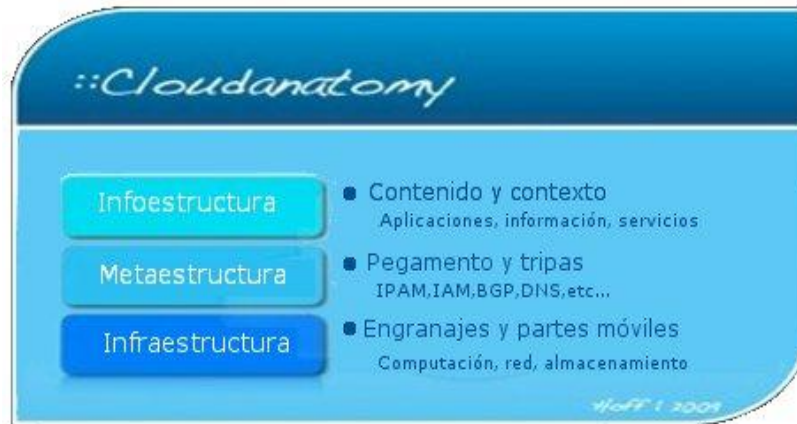 ::Cloudanatomy
Infoestructura
Contenido y contexto
Aplicaciones, información, servicios
Metaestructura
Pegamento y tripas
IPAM,IAM,BGP,DNS,etc...
Infraestructura
Engranajes y partes móviles
Computación, red, almacenamiento
Hoff : 2009